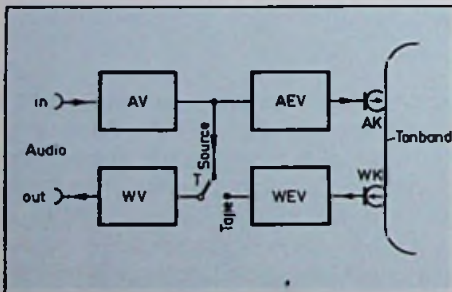 in
AV
AEV
AK
Tonband
Source
Audio
T
out
WV
Tape
WEV
WK